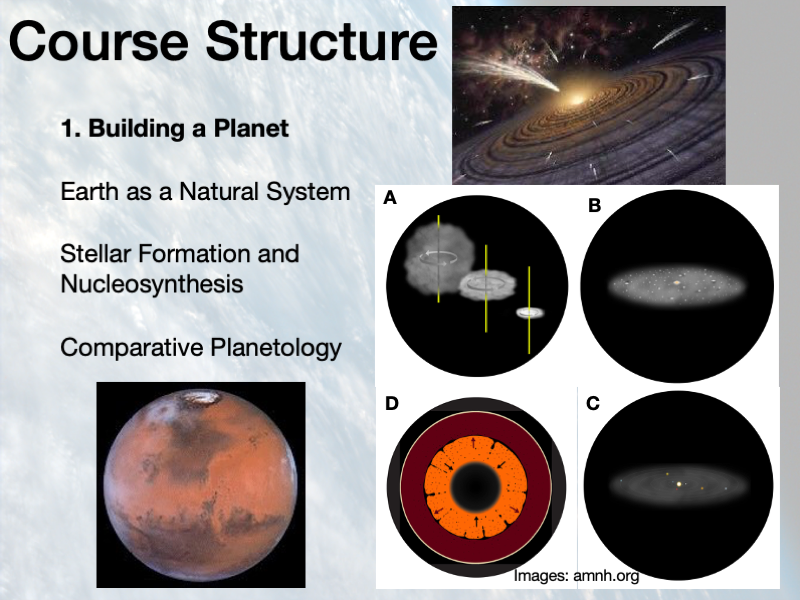 Course Structure
1. Building a Planet
Earth as a Natural System
Stellar Formation and
Nucleosynthesis
Comparative Planetology
A
B
D
C
Images: amnh.org